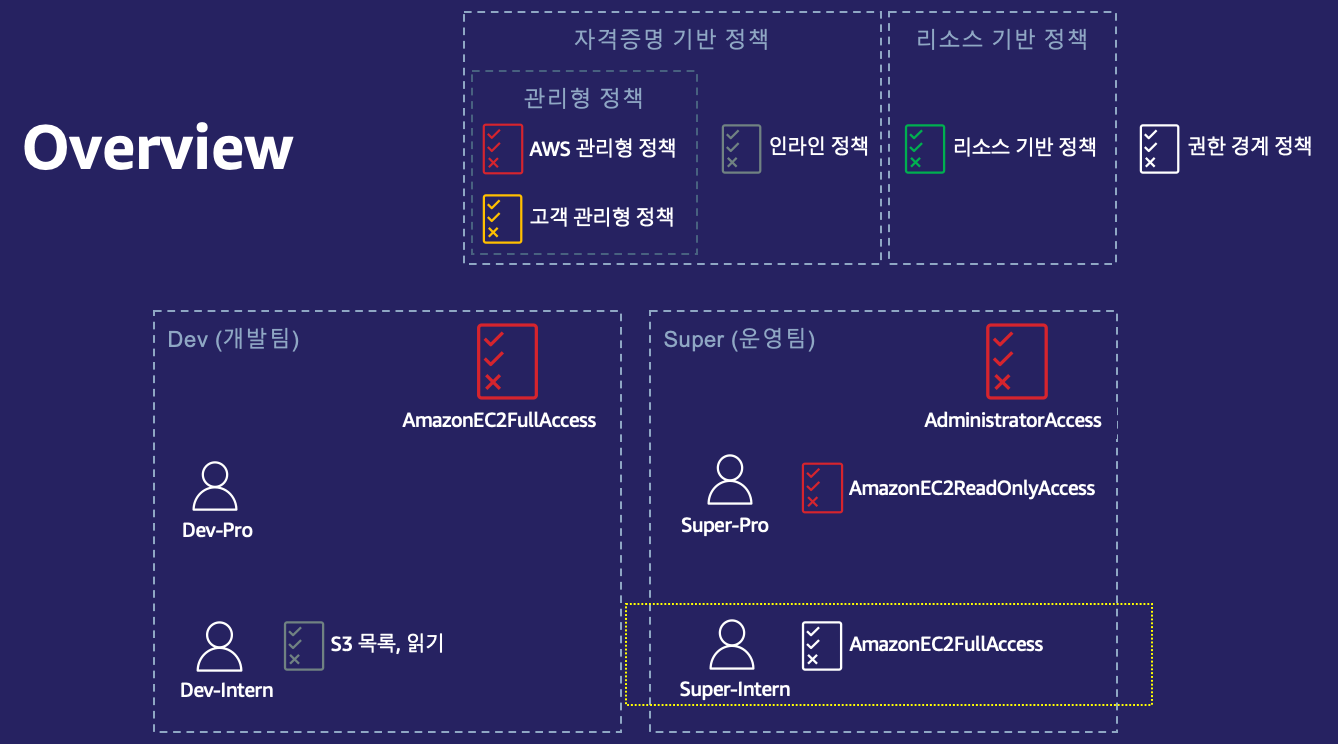 자격증명 기반 정책
리소스 기반 정책
관리형 정책
Overview
AWS 관리형 정책
인라인 정책
리소스 기반 정책
권한 경계 정책
고객 관리형 정책
Dev (개발팀)
AmazonEC2FullAccess
Dev-Pro
Dev-Intern
S3 목록, 읽기
Super (운영팀)
AdministratorAccess
Super-Pro
AmazonEC2ReadOnlyAccess
Super-Intern
AmazonEC2FullAccess